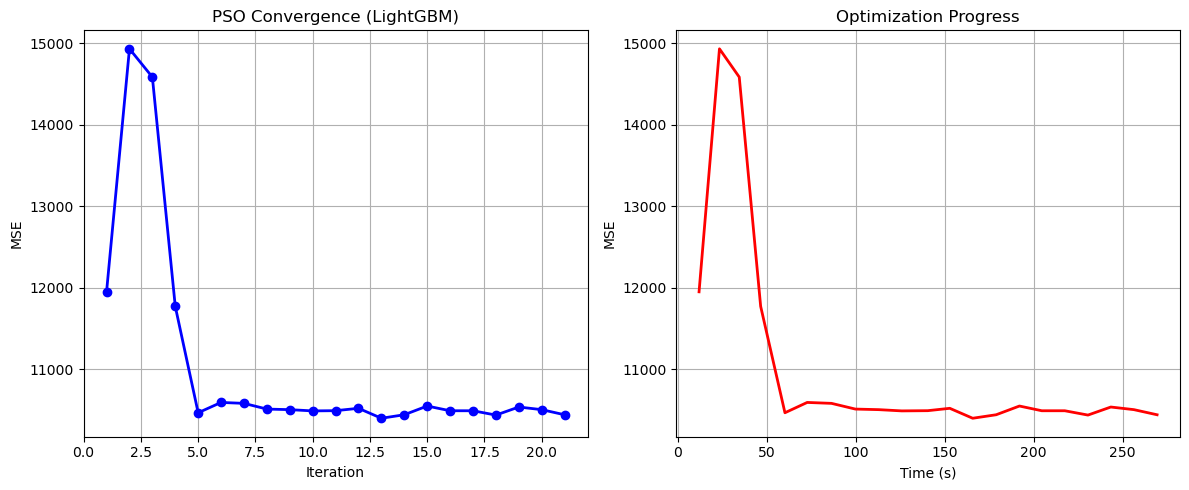 PSO Convergence (LightGBM)
15000
14000
13000
12000
11000
MSE
0.0 2.5 5.0 7.5 10.0 12.5 15.0 17.5 20.0
Iteration
Optimization Progress
15000
14000
13000
12000
11000
MSE
0 50 100 150 200 250
Time (s)